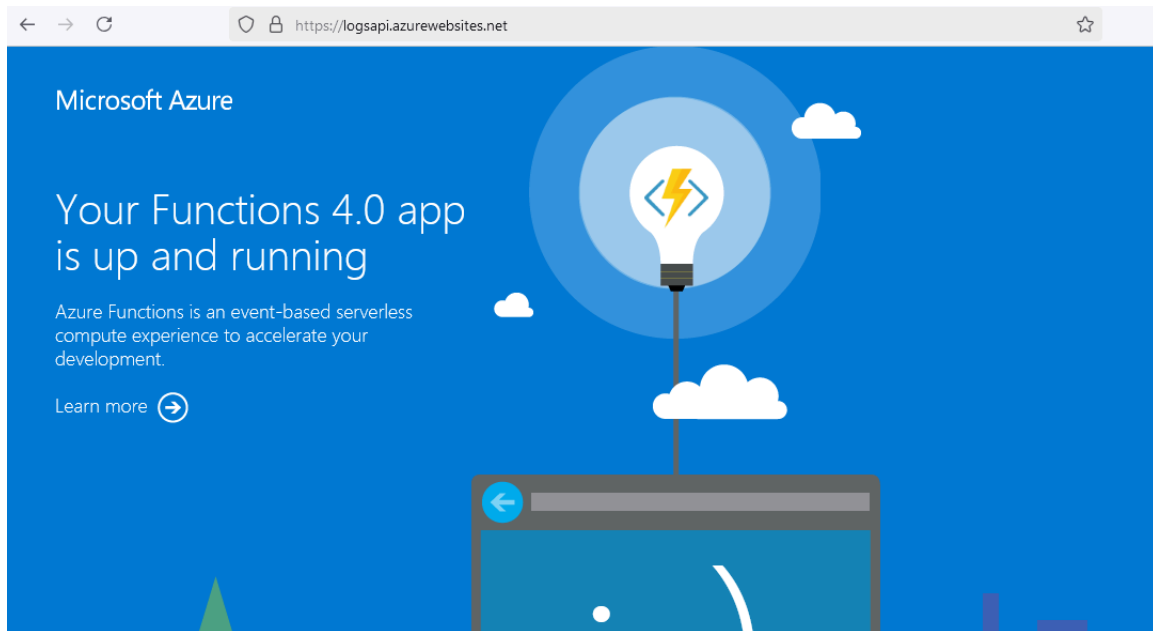 https://logsapi.azurewebsites.net
Microsoft Azure
Your Functions 4.0 app
is up and running
Azure Functions is an event-based serverless
compute experience to accelerate your
development.
Learn more